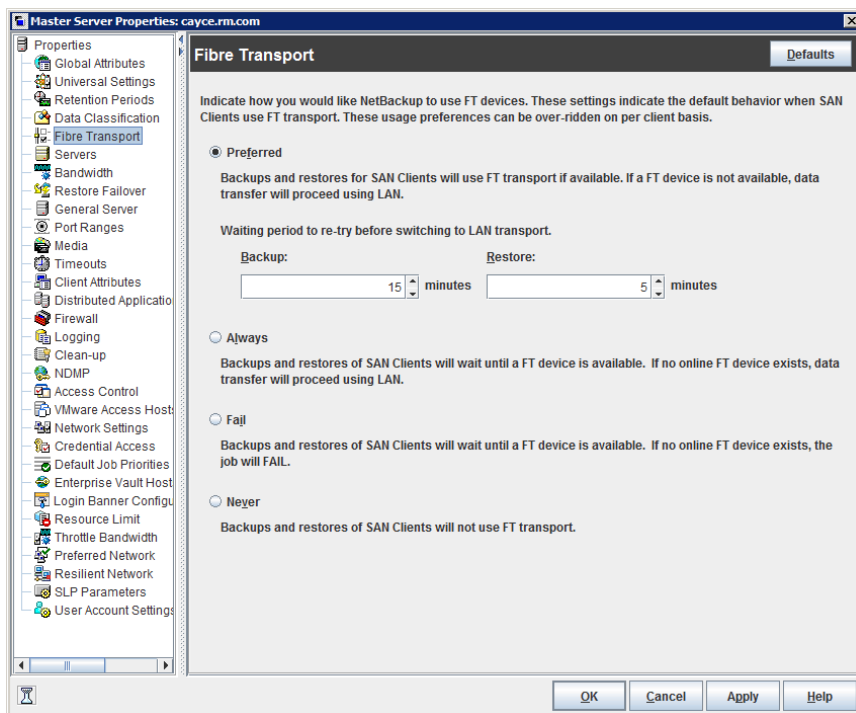 Master Server Properties: cayce.rm.com
Properties
Global Attributes
Universal Settings
Retention Periods
Data Classification
Fibre Transport
Servers
Bandwidth
Restore Failover
General Server
Port Ranges
Media
Timeouts
Client Attributes
Distributed Applicatio
Firewall
Logging
Clean-up
NDMP
Access Control
VMware Access Hosts
Network Settings
Credential Access
Default Job Priorities
Enterprise Vault Host
Login Banner Configu
Resource Limit
Throttle Bandwidth
Preferred Network
Resilient Network
SLP Parameters
User Account Settings
Fibre Transport
Defaults
Indicate how you would like NetBackup to use FT devices. These settings indicate the default behavior when SAN
Clients use FT transport. These usage preferences can be over-ridden on per client basis.
Preferred
Backups and restores for SAN Clients will use FT transport if available. If a FT device is not available, data
transfer will proceed using LAN.
Waiting period to re-try before switching to LAN transport.
Backup: Restore:
15 minutes 5 minutes
Always
Backups and restores of SAN Clients will wait until a FT device is available. If no online FT device exists, data
transfer will proceed using LAN.
Fail
Backups and restores of SAN Clients will wait until a FT device is available. If no online FT device exists, the
job will FAIL.
Never
Backups and restores of SAN Clients will not use FT transport.
OK Cancel Apply Help